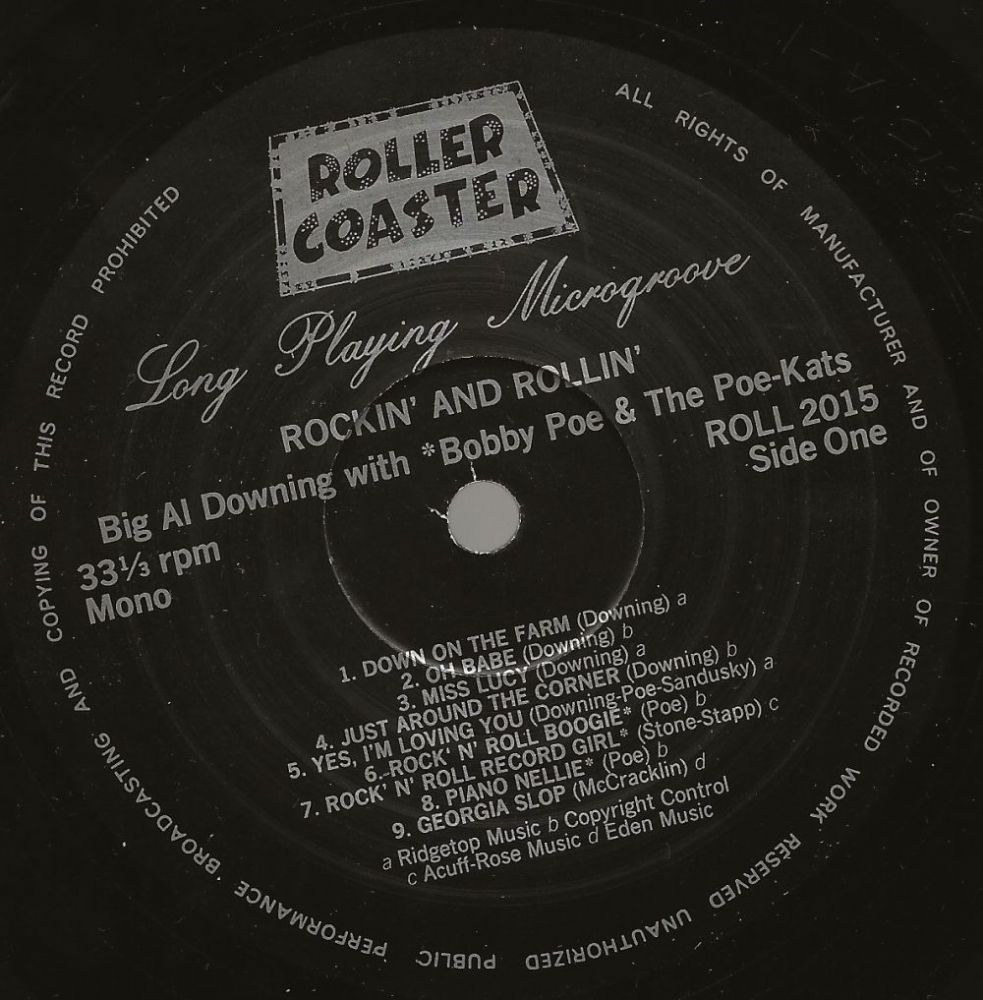 ROLLER
COASTER
Long Playing Microgroove
ROCKIN' AND ROLLIN'
Big Al Downing with *Bobby Poe & The Poe-Kats
ROLL 2015
Side One
33⅓ rpm
Mono
1. DOWN ON THE FARM (Downing) a
2. OH BABE (Downing) b
3. MISS LUCY (Downing) a
4. JUST AROUND THE CORNER (Downing) b
5. YES, I'M LOVING YOU (Downing-Poe-Sandusky) a
6. ROCK' N' ROLL BOOGIE* (Poe) b
7. ROCK' N' ROLL RECORD GIRL* (Stone-Stapp) c
8. PIANO NELLIE* (Poe) b
9. GEORGIA SLOP (McCracklin) d
a Ridgetop Music b Copyright Control
c Acuff-Rose Music d Eden Music
ALL RIGHTS OF MANUFACTURER AND OF OWNER OF RECORDED WORK RESERVED UNAUTHORIZED PUBLIC PERFORMANCE BROADCASTING AND COPYING OF THIS RECORD PROHIBITED